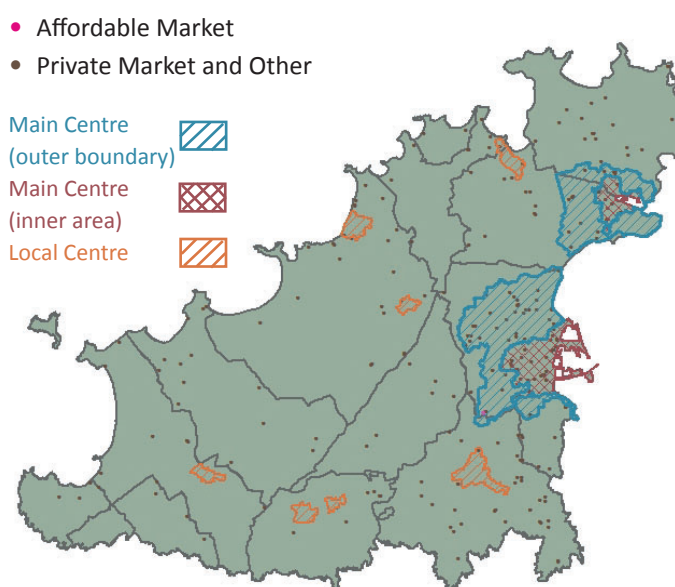 Affordable Market
Private Market and Other
Main Centre
(outer boundary)
Main Centre
(inner area)
Local Centre